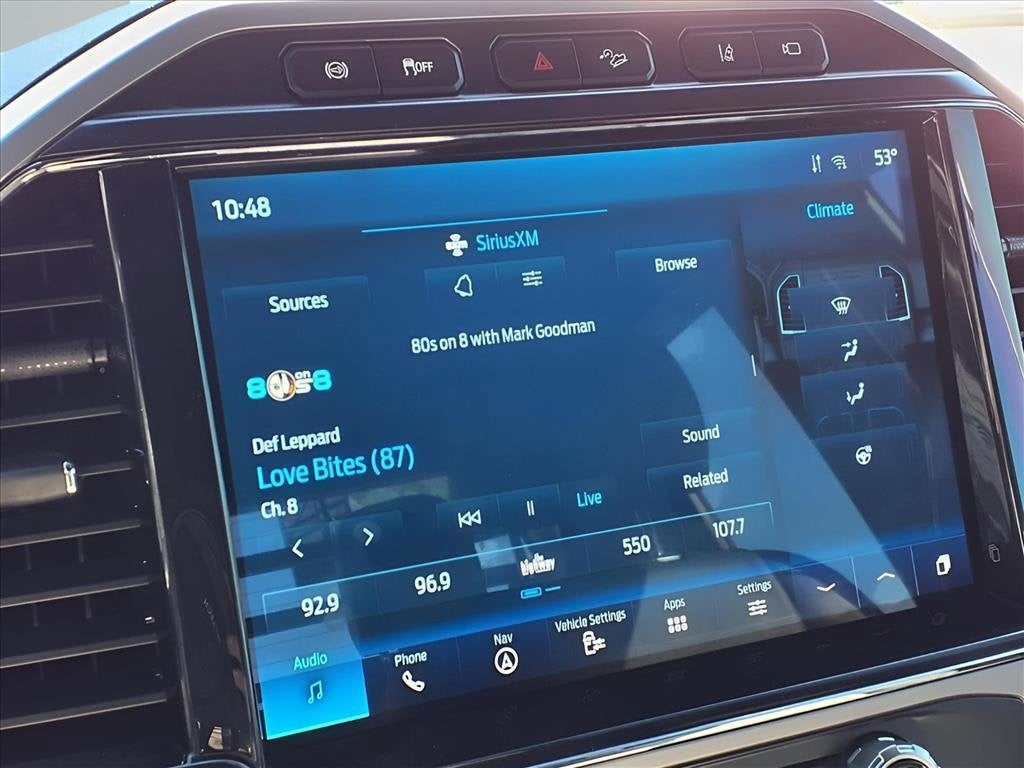 OFF
10:48
53°
SiriusXM
Climate
Sources
Browse
80s on 8 with Mark Goodman
80s on 8
Def Leppard
Love Bites (87)
Ch. 8
Sound
Related
Live
92.9
96.9
the highway
550
107.7
Audio
Phone
Nav
Vehicle Settings
Apps
Settings